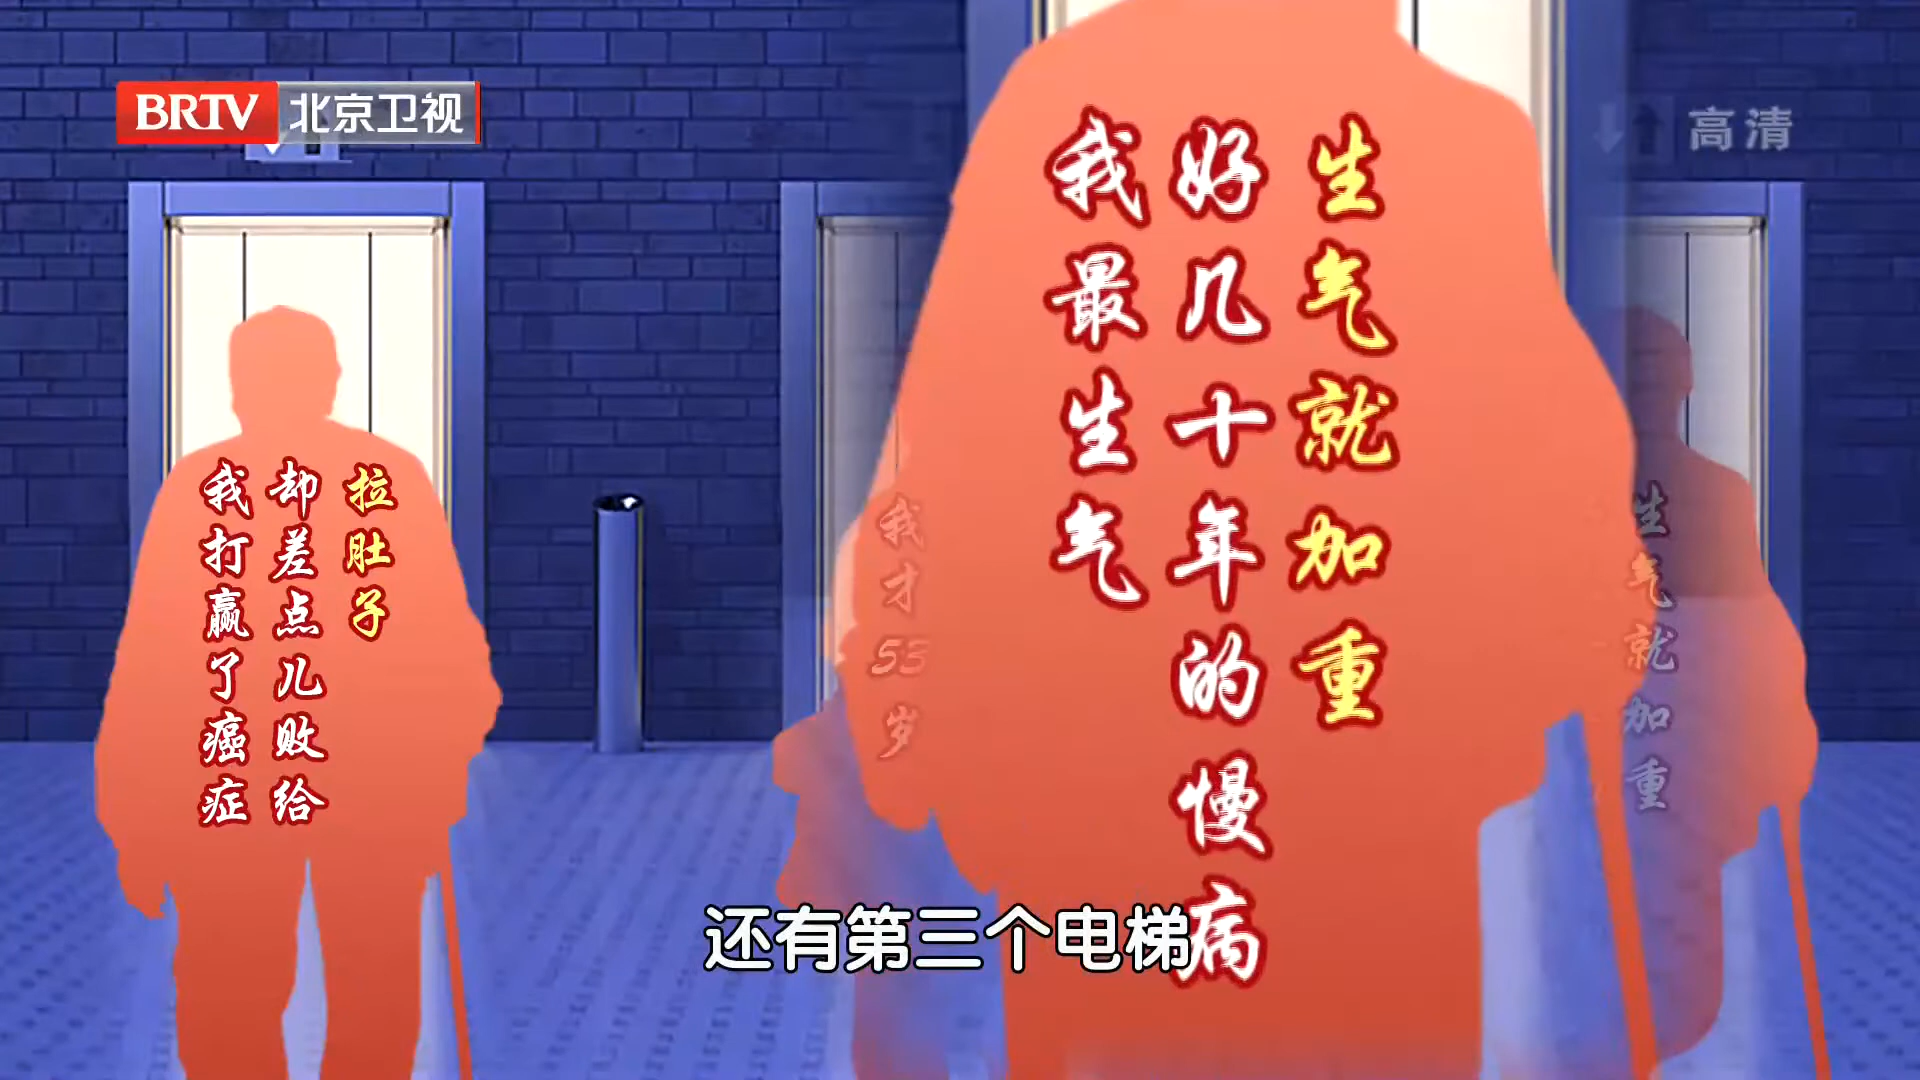 BRTV 北京卫视
高清
我打赢了癌症
却差点儿败给
拉肚子
我才53岁
我最生气
好几十年的慢病
生气就加重
生气就加重
还有第三个电梯